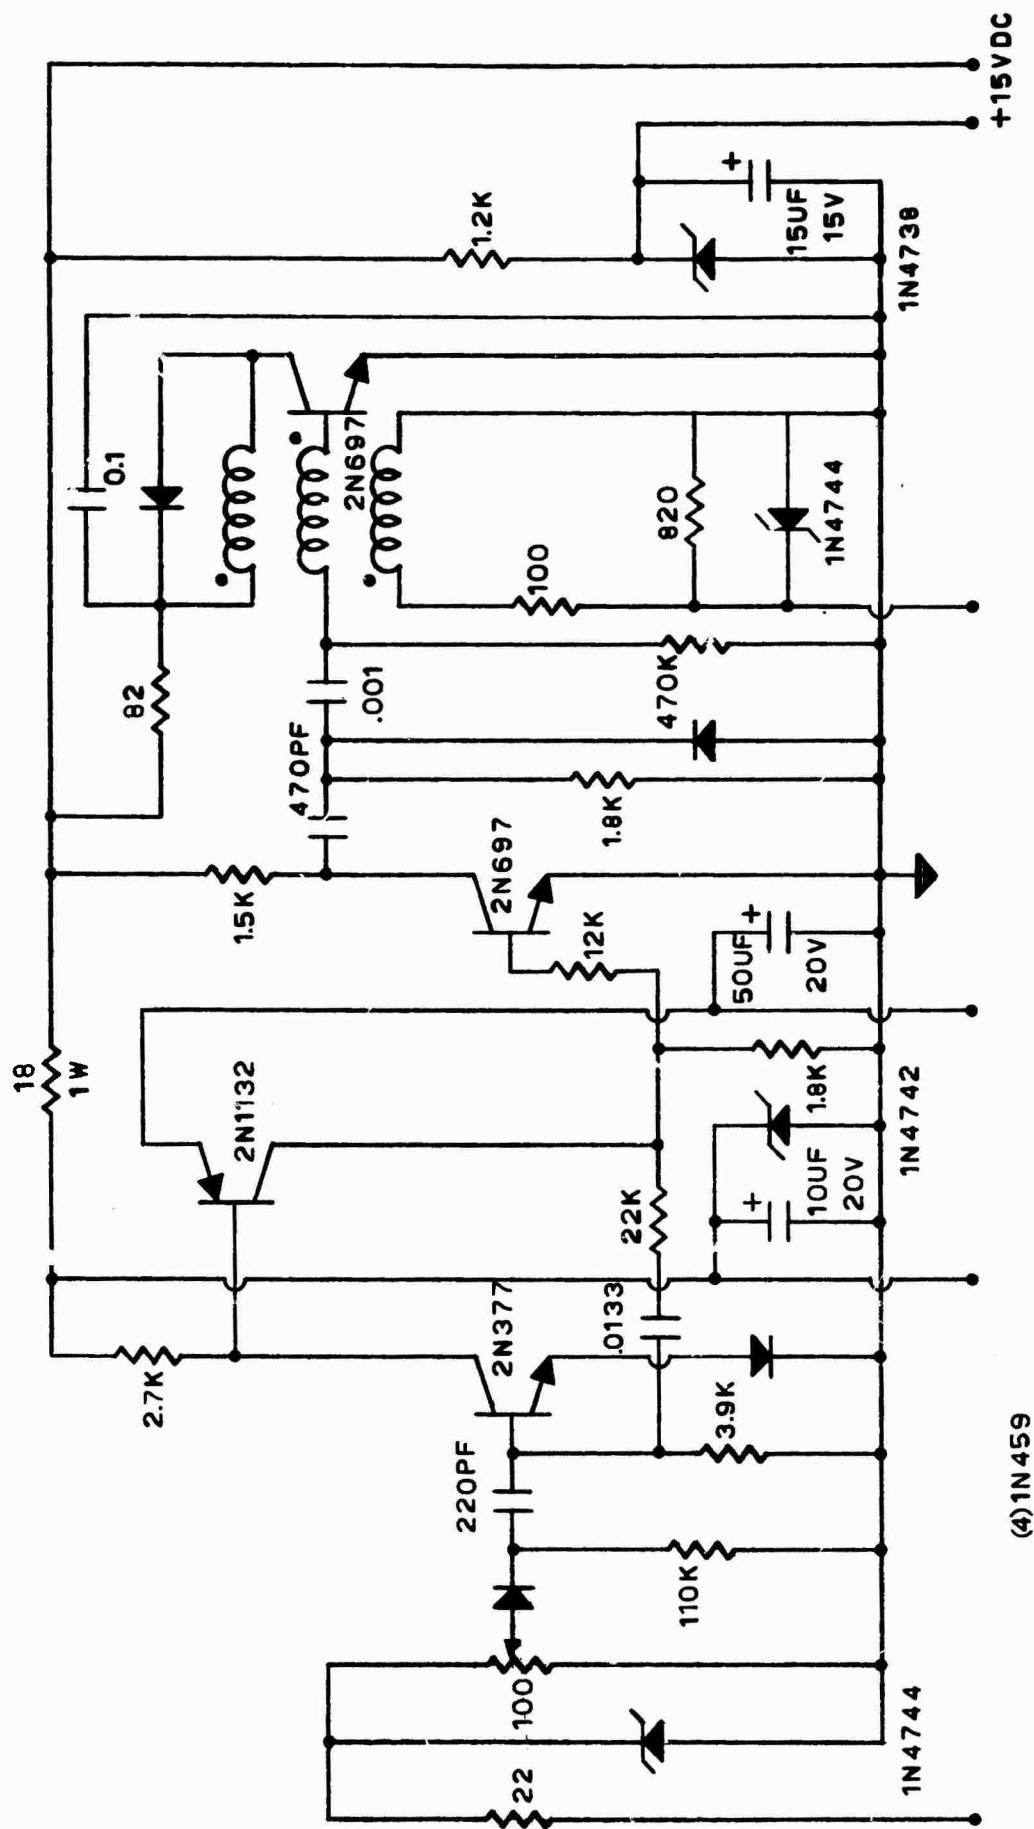 18
1W
0.1
82
2.7K
1.5K
2N1132
470PF
2N697
.001
220PF
1.2K
2N377
2N697
22
100
100
12K
.0133
1.8K
22K
470K
820
110K
3.9K
50UF
20V
+
10UF
20V
+
1.8K
15UF
15V
+
1N4744
1N4744
1N4742
1N4738
+15VDC
(4)1N459